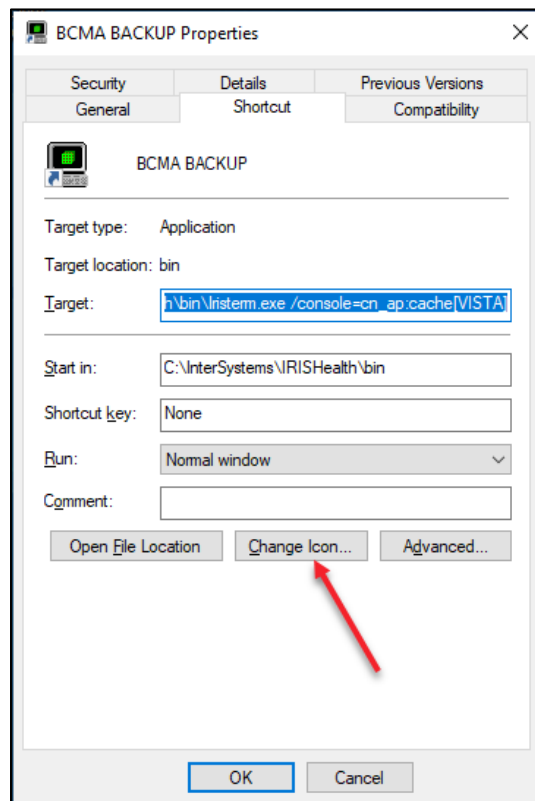 BCMA BACKUP Properties
Security Details Previous Versions
General Shortcut Compatibility
BCMA BACKUP
Target type: Application
Target location: bin
Target: h\bin\Iristerm.exe /console=cn_ap:cache[VISTA]
Start in: C:\InterSystems\IRISHealth\bin
Shortcut key: None
Run: Normal window
Comment:
Open File Location Change Icon... Advanced...
OK Cancel